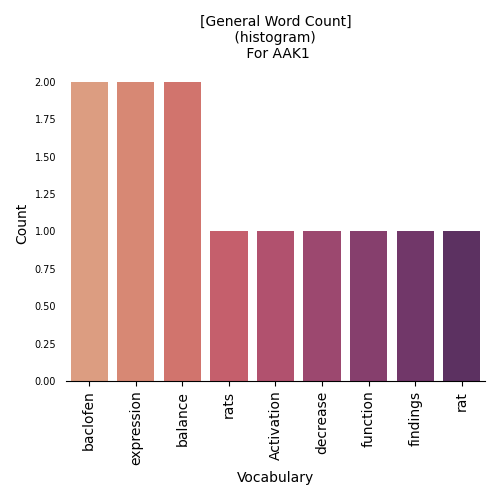 [General Word Count]
(histogram)
For AAK1
2.00
1.75
1.50
1.25
1.00
0.75
0.50
0.25
0.00
Count
baclofen
expression
balance
rats
Activation
decrease
function
findings
rat
Vocabulary